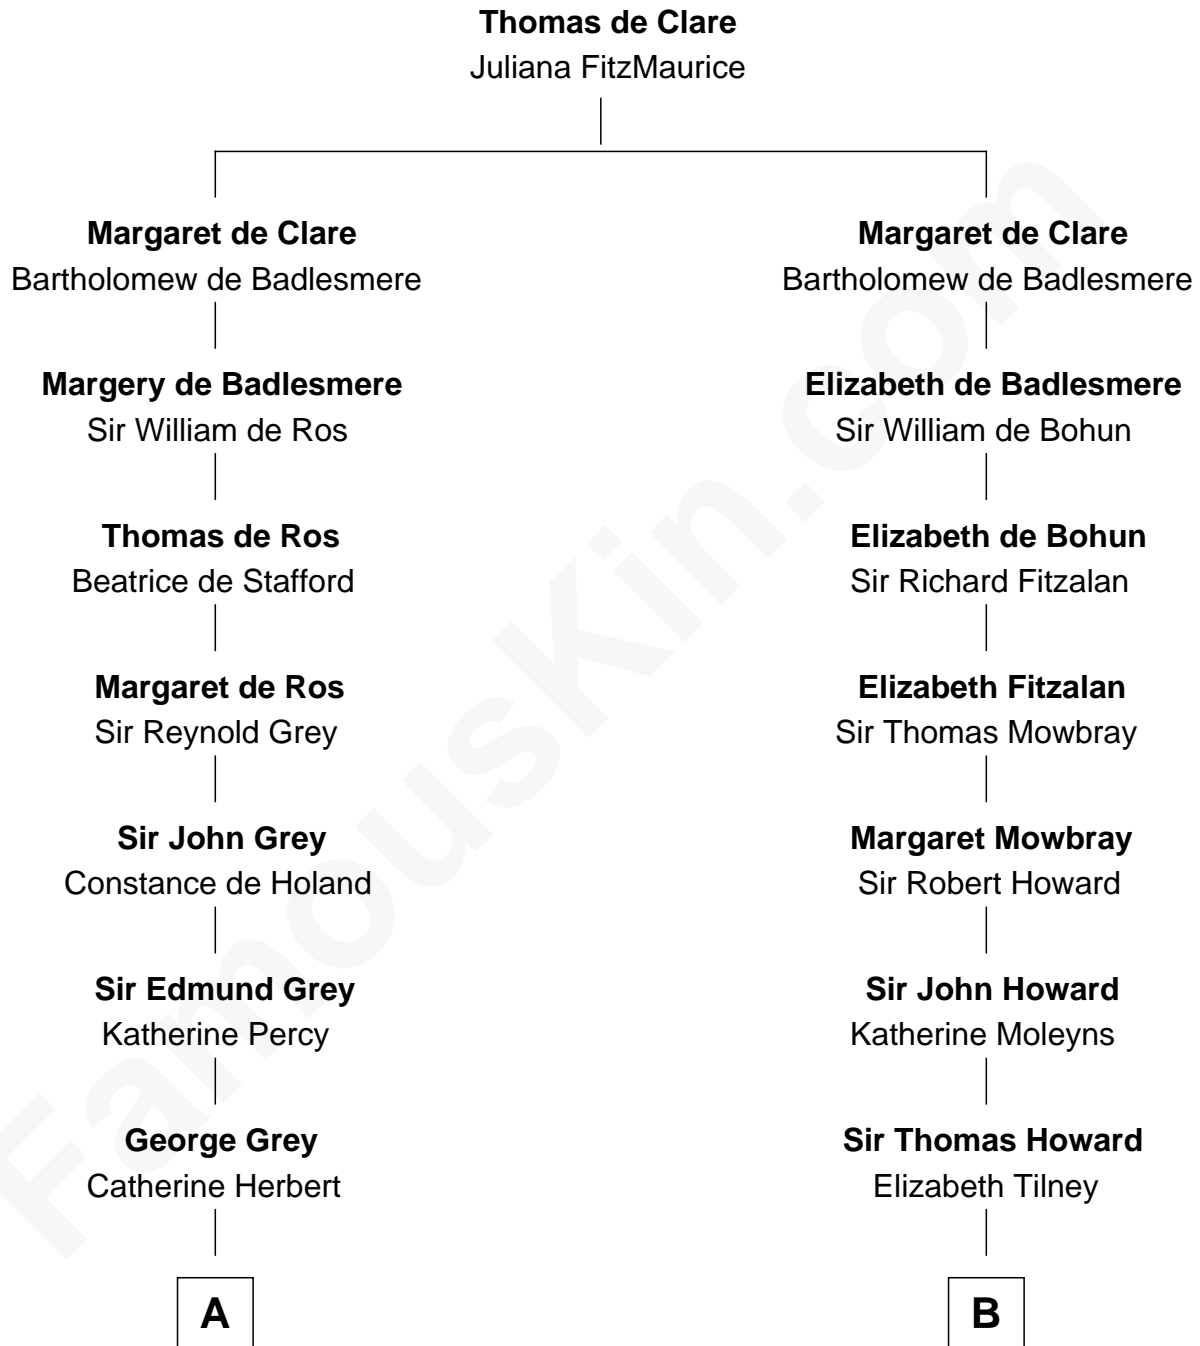 Thomas de Clare
Juliana FitzMaurice
Margaret de Clare
Bartholomew de Badlesmere
Margery de Badlesmere
Sir William de Ros
Thomas de Ros
Beatrice de Stafford
Margaret de Ros
Sir Reynold Grey
Sir John Grey
Constance de Holand
Sir Edmund Grey
Katherine Percy
George Grey
Catherine Herbert
A
Margaret de Clare
Bartholomew de Badlesmere
Elizabeth de Badlesmere
Sir William de Bohun
Elizabeth de Bohun
Sir Richard Fitzalan
Elizabeth Fitzalan
Sir Thomas Mowbray
Margaret Mowbray
Sir Robert Howard
Sir John Howard
Katherine Moleyns
Sir Thomas Howard
Elizabeth Tilney
B
FamousKin.com